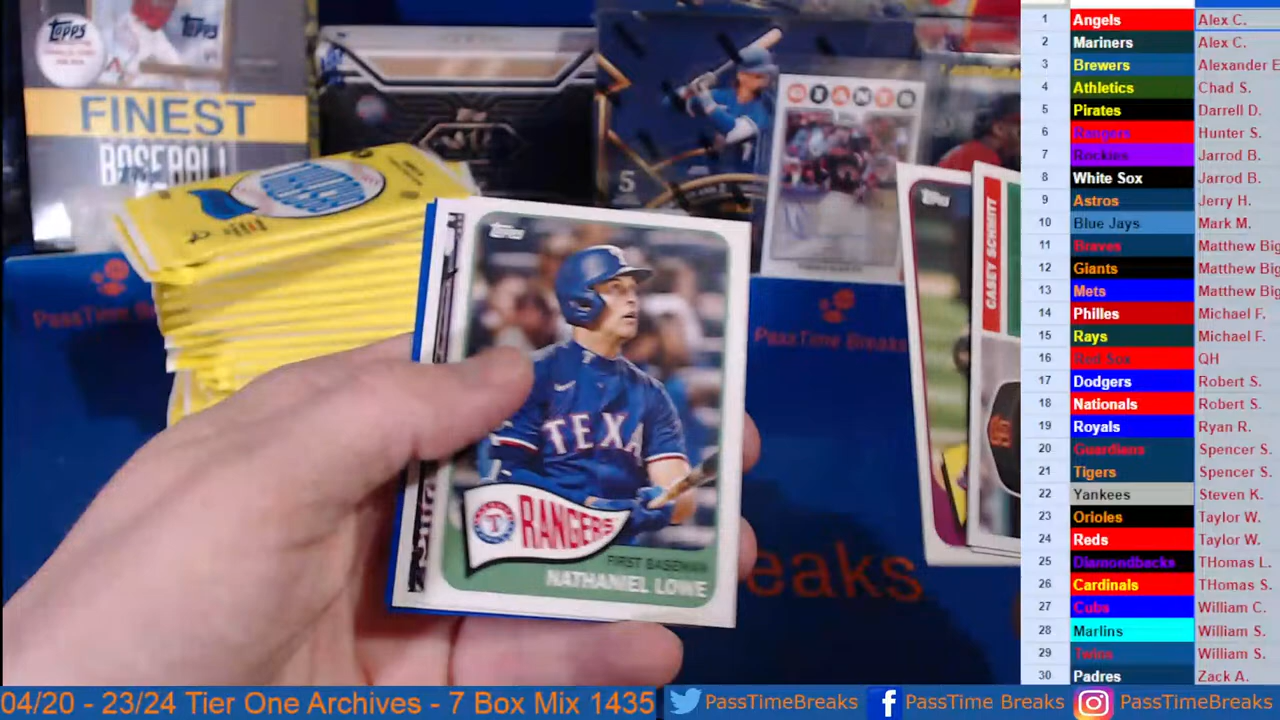 Topps
FINEST
BASEBALL
5
GIANTS
Topps
TEXA
RANGERS
FIRST BASEMAN
NATHANIEL LOWE
Topps
CASEY SCHMITT
PassTime Breaks
PassTime Breaks
eaks
1 Angels Alex C.
2 Mariners Alex C.
3 Brewers Alexander E
4 Athletics Chad S.
5 Pirates Darrell D.
6 Rangers Hunter S.
7 Rockies Jarrod B.
8 White Sox Jarrod B.
9 Astros Jerry H.
10 Blue Jays Mark M.
11 Braves Matthew Big
12 Giants Matthew Big
13 Mets Matthew Big
14 Philles Michael F.
15 Rays Michael F.
16 Red Sox QH
17 Dodgers Robert S.
18 Nationals Robert S.
19 Royals Ryan R.
20 Guardians Spencer S.
21 Tigers Spencer S.
22 Yankees Steven K.
23 Orioles Taylor W.
24 Reds Taylor W.
25 Diamondbacks THomas L.
26 Cardinals THomas S.
27 Cubs William C.
28 Marlins William S.
29 Twins William S.
30 Padres Zack A.
04/20 - 23/24 Tier One Archives - 7 Box Mix 1435 PassTimeBreaks PassTime Breaks PassTimeBreaks